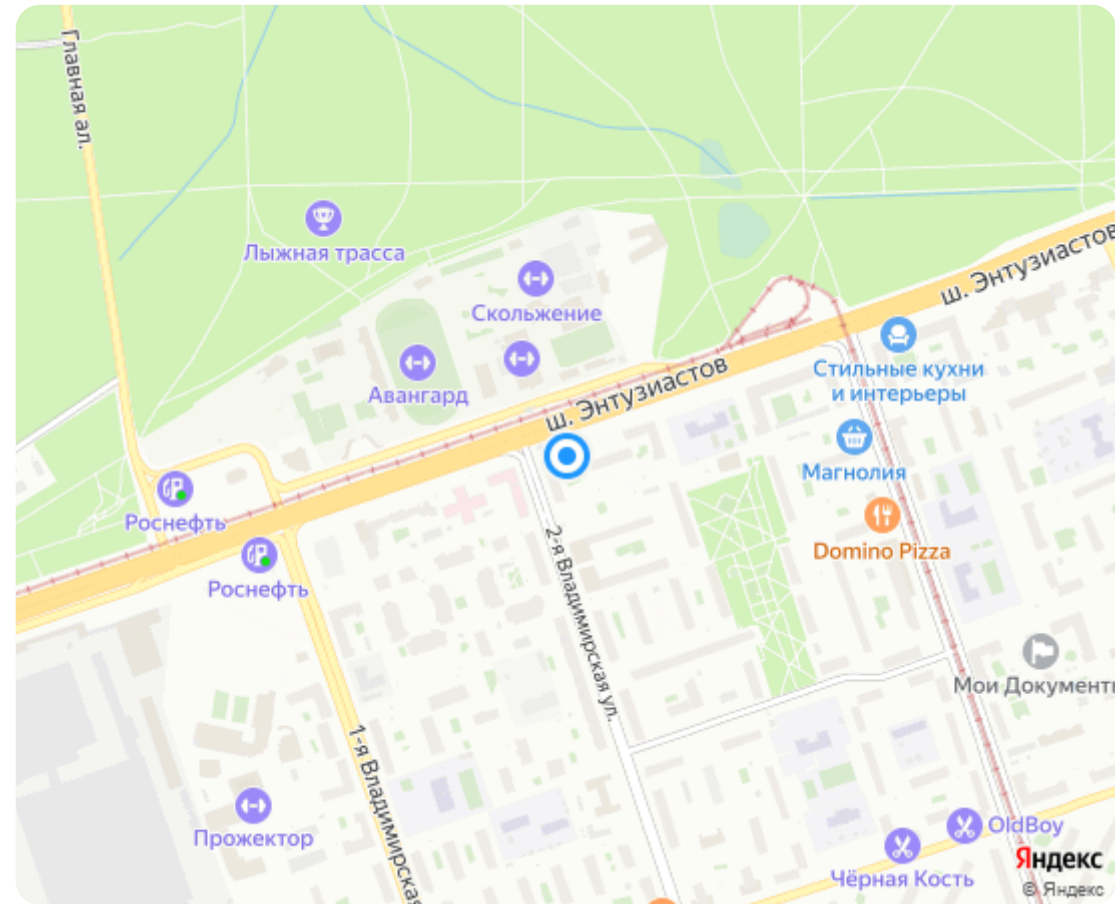 Главная ал.
Лыжная трасса
Скольжение
Авангард
ш. Энтузиастов
ш. Энтузиастов
Стильные кухни
и интерьеры
Магнолия
Domino Pizza
Роснефть
Роснефть
2-я Владимирская ул.
Мои Документы
1-я Владимирская
Прожектор
OldBoy
Чёрная Кость
Яндекс
© Яндекс